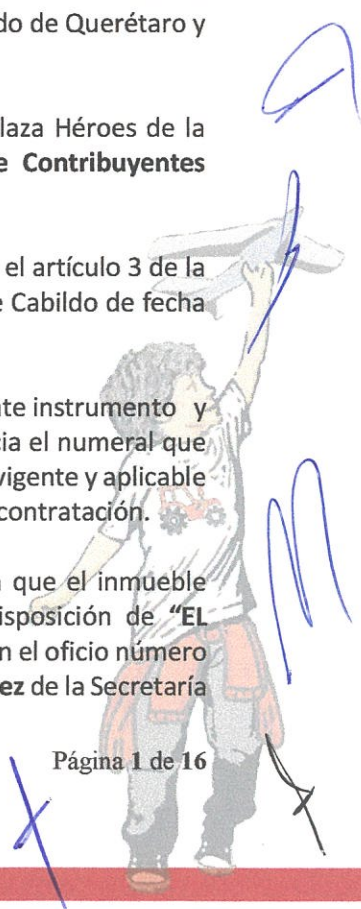 do de Querétaro y
laza Héroes de la
e Contribuyentes
el artículo 3 de la
e Cabildo de fecha
nte instrumento y
cia el numeral que
vigente y aplicable
contratación.
que el inmueble
disposición de "EL
n el oficio número
ez de la Secretaría
Página 1 de 16